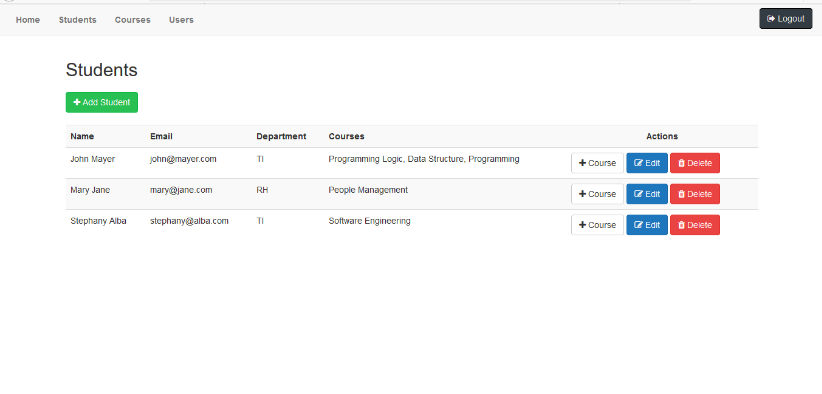 Home Students Courses Users Logout
Students
Add Student
Name Email Department Courses Actions
John Mayer john@mayer.com TI Programming Logic, Data Structure, Programming Course Edit Delete
Mary Jane mary@jane.com RH People Management Course Edit Delete
Stephany Alba stephany@alba.com TI Software Engineering Course Edit Delete